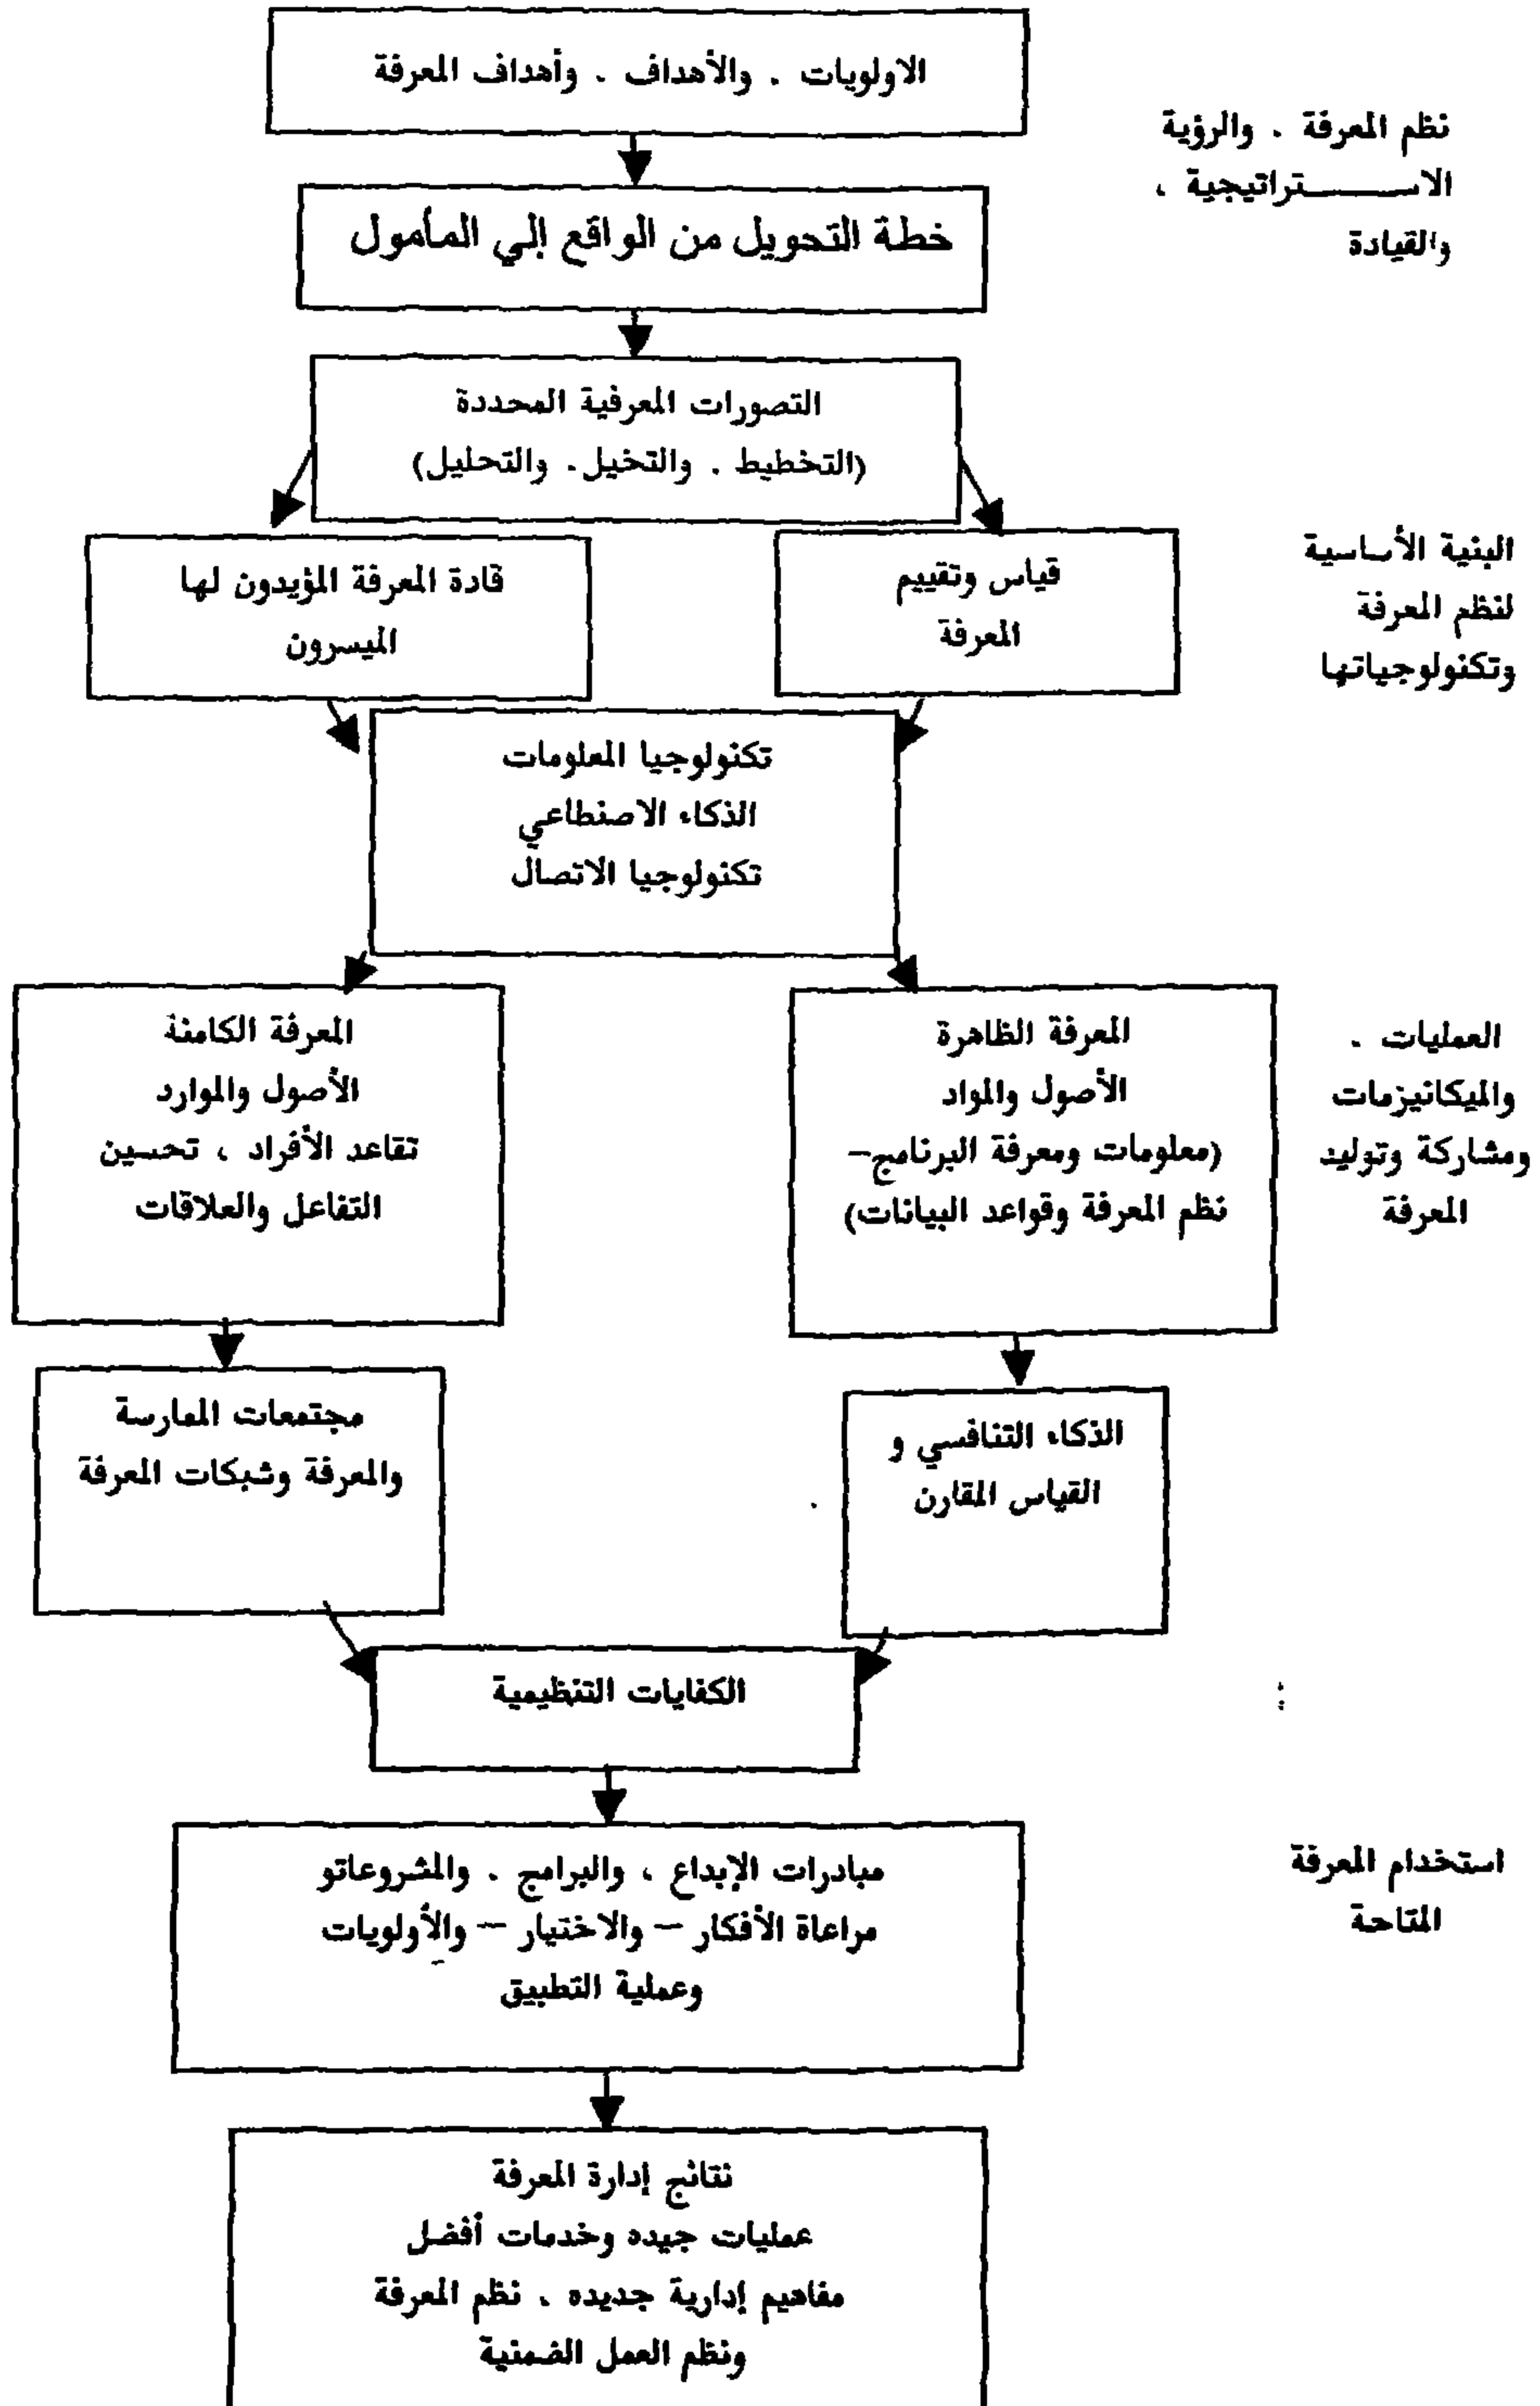 الاولويات . والأهداف . وأهداف المعرفة
نظم المعرفة . والرؤية
الاستراتيجية ،
والقيادة
خطة التحويل من الواقع إلي المأمول
التصورات المعرفية المحددة
(التخطيط . والتخيل . والتحليل)
البنية الأساسية
لنظم المعرفة
وتكنولوجياتها
قياس وتقييم
المعرفة
قادة المعرفة المؤيدون لها
الميسرون
تكنولوجيا المعلومات
الذكاء الاصنطاعي
تكنولوجيا الاتصال
العمليات .
والميكانيزمات
ومشاركة وتوليد
المعرفة
المعرفة الظاهرة
الأصول والمواد
(معلومات ومعرفة البرنامج–
نظم المعرفة وقواعد البيانات)
المعرفة الكامنة
الأصول والموارد
تقاعد الأفراد ، تحسين
التفاعل والعلاقات
الذكاء التنافسي و
القياس المقارن
مجتمعات الممارسة
والمعرفة وشبكات المعرفة
الكفايات التنظيمية
استخدام المعرفة
المتاحة
مبادرات الإبداع ، والبرامج . والمشروعاتو
مراعاة الأفكار – والاختيار – والأولويات
وعملية التطبيق
نتائج إدارة المعرفة
عمليات جيده وخدمات أفضل
مفاهيم إدارية جديده . نظم المعرفة
ونظم العمل الضمنية